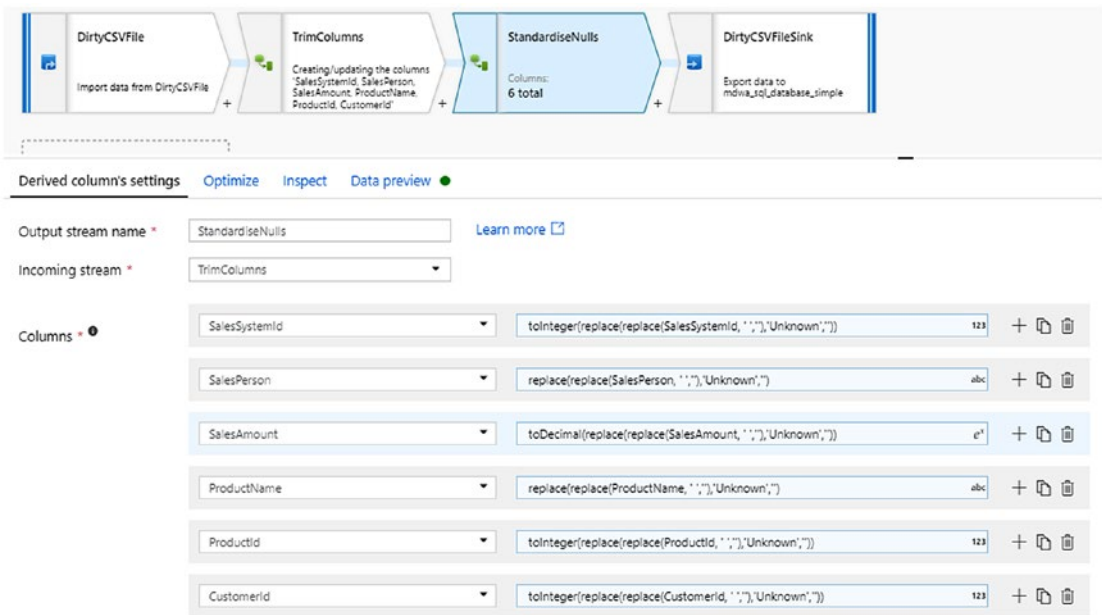 DirtyCSVFile
Import data from DirtyCSVFile
+
TrimColumns
Creating/updating the columns
'SalesSystemId, SalesPerson,
SalesAmount, ProductName,
ProductId, CustomerId'
+
StandardiseNulls
Columns:
6 total
+
DirtyCSVFileSink
Export data to
mdwa_sql_database_simple
Derived column's settings Optimize Inspect Data preview
Output stream name * StandardiseNulls Learn more
Incoming stream * TrimColumns
Columns *
SalesSystemId toInteger(replace(replace(SalesSystemId, ' ',''),'Unknown','')) 123
SalesPerson replace(replace(SalesPerson, ' ',''),'Unknown','') abc
SalesAmount toDecimal(replace(replace(SalesAmount, ' ',''),'Unknown','')) eˣ
ProductName replace(replace(ProductName, ' ',''),'Unknown','') abc
ProductId toInteger(replace(replace(ProductId, ' ',''),'Unknown','')) 123
CustomerId toInteger(replace(replace(CustomerId, ' ',''),'Unknown','')) 123